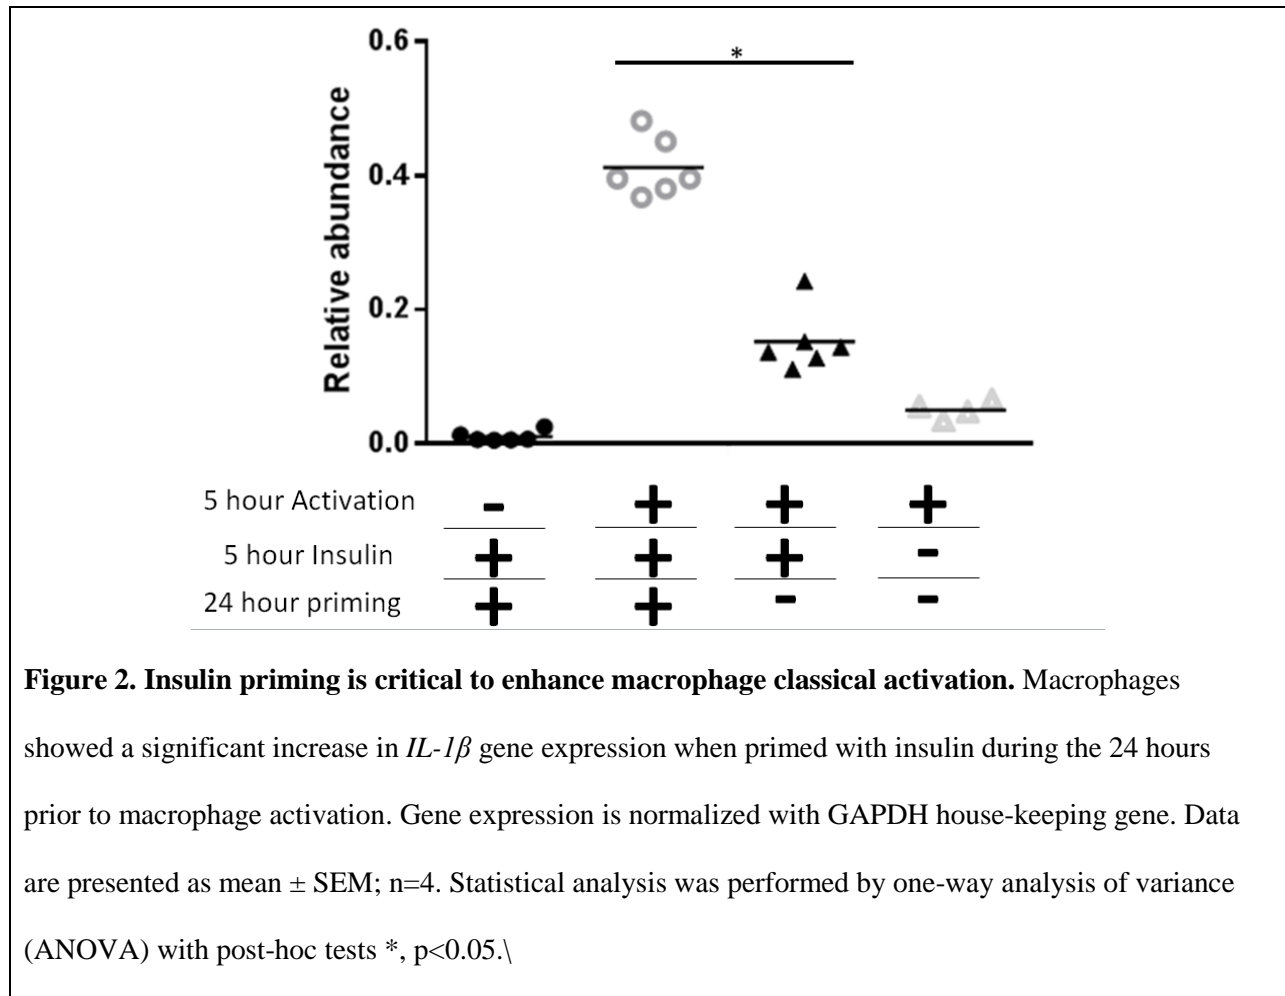 0.6
*
0.4
0.2
0.0
Relative abundance
5 hour Activation - + + +
5 hour Insulin + + + -
24 hour priming + + - -
Figure 2. Insulin priming is critical to enhance macrophage classical activation. Macrophages
showed a significant increase in IL-1β gene expression when primed with insulin during the 24 hours
prior to macrophage activation. Gene expression is normalized with GAPDH house-keeping gene. Data
are presented as mean ± SEM; n=4. Statistical analysis was performed by one-way analysis of variance
(ANOVA) with post-hoc tests *, p<0.05.\